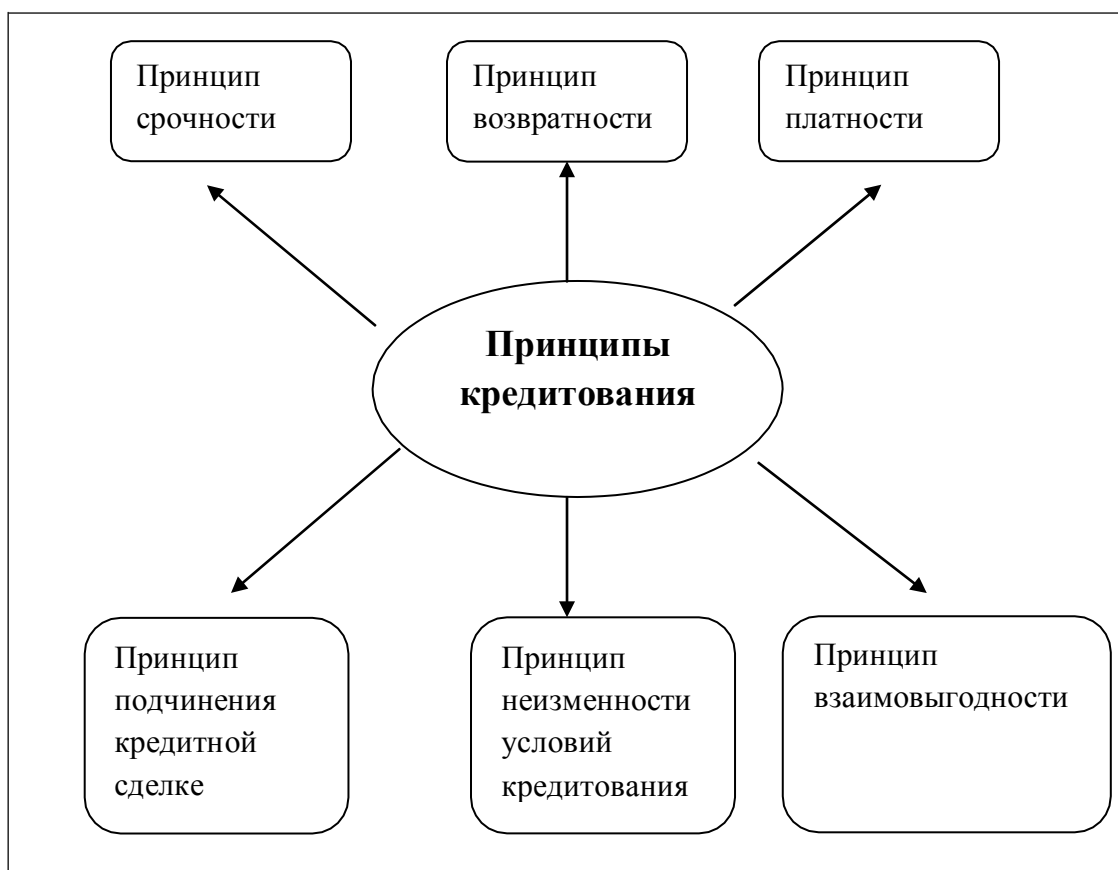 Принцип
срочности
Принцип
возвратности
Принцип
платности
Принципы
кредитования
Принцип
подчинения
кредитной
сделке
Принцип
неизменности
условий
кредитования
Принцип
взаимовыгодности